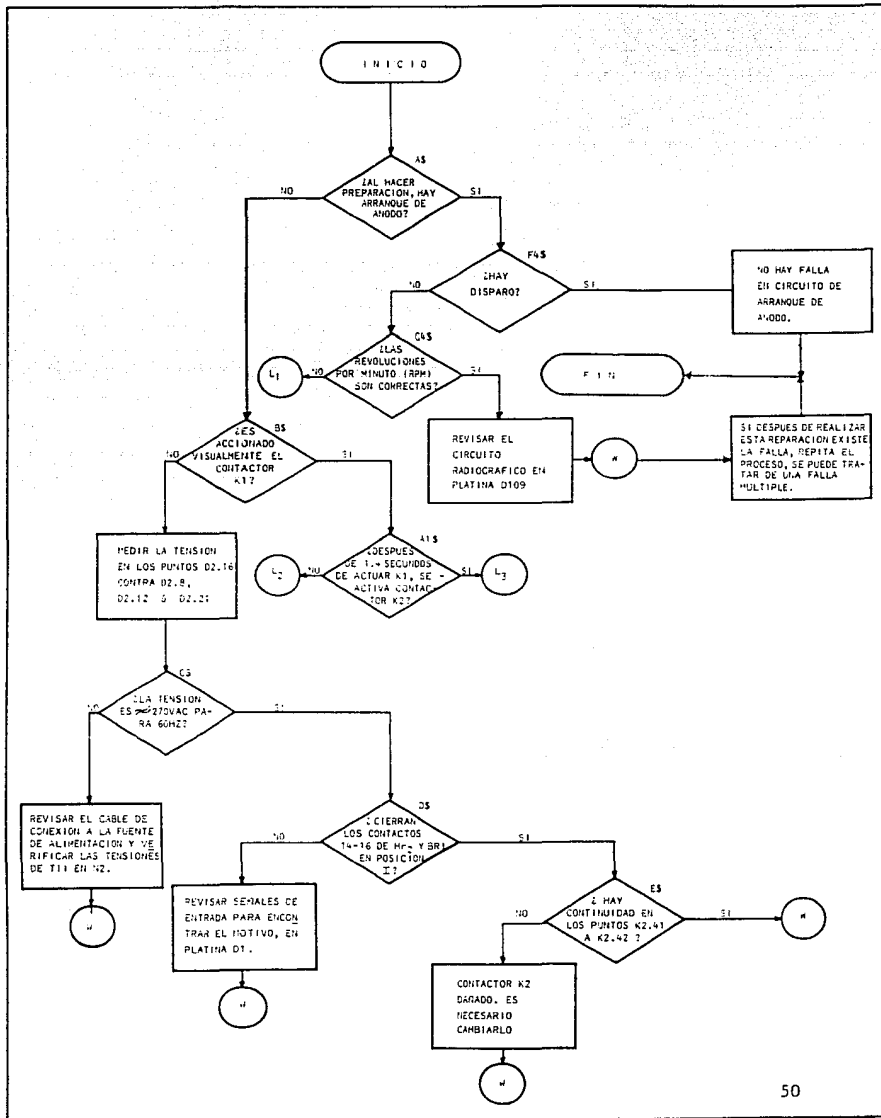 INICIO
A$
¿AL HACER
PREPARACION, HAY
ARRANQUE DE
ANODO?
NO
SI
F4$
¿HAY
DISPARO?
NO
SI
NO HAY FALLA
EN CIRCUITO DE
ARRANQUE DE
ANODO.
C4$
¿LAS
REVOLUCIONES
POR MINUTO (RPM)
SON CORRECTAS?
NO
SI
L1
FIN
REVISAR EL
CIRCUITO
RADIOGRAFICO EN
PLATINA D109
W
SI DESPUES DE REALIZAR
ESTA REPARACION EXISTE
LA FALLA, REPITA EL
PROCESO, SE PUEDE TRA-
TAR DE UNA FALLA
MULTIPLE.
B$
¿ES
ACCIONADO
VISUALMENTE EL
CONTACTOR
K1?
NO
SI
MEDIR LA TENSION
EN LOS PUNTOS D2.16
CONTRA D2.8,
D2.12 Ó D2.21
A1$
¿DESPUES
DE 1.4 SEGUNDOS
DE ACTUAR K1, SE -
ACTIVA CONTAC-
TOR K2?
NO
SI
L2
L3
C$
¿LA TENSION
ES ≈270VAC PA-
RA 60HZ?
NO
SI
REVISAR EL CABLE DE
CONEXION A LA FUENTE
DE ALIMENTACION Y VE
RIFICAR LAS TENSIONES
DE T11 EN N2.
W
D$
¿CIERRAN
LOS CONTACTOS
14-16 DE Hr- Y BR1
EN POSICION
I?
NO
SI
REVISAR SEÑALES DE
ENTRADA PARA ENCON
TRAR EL MOTIVO, EN
PLATINA D1.
W
E$
¿ HAY
CONTINUIDAD EN
LOS PUNTOS K2.41
A K2.42 ?
NO
SI
W
CONTACTOR K2
DAÑADO. ES
NECESARIO
CAMBIARLO
W
50